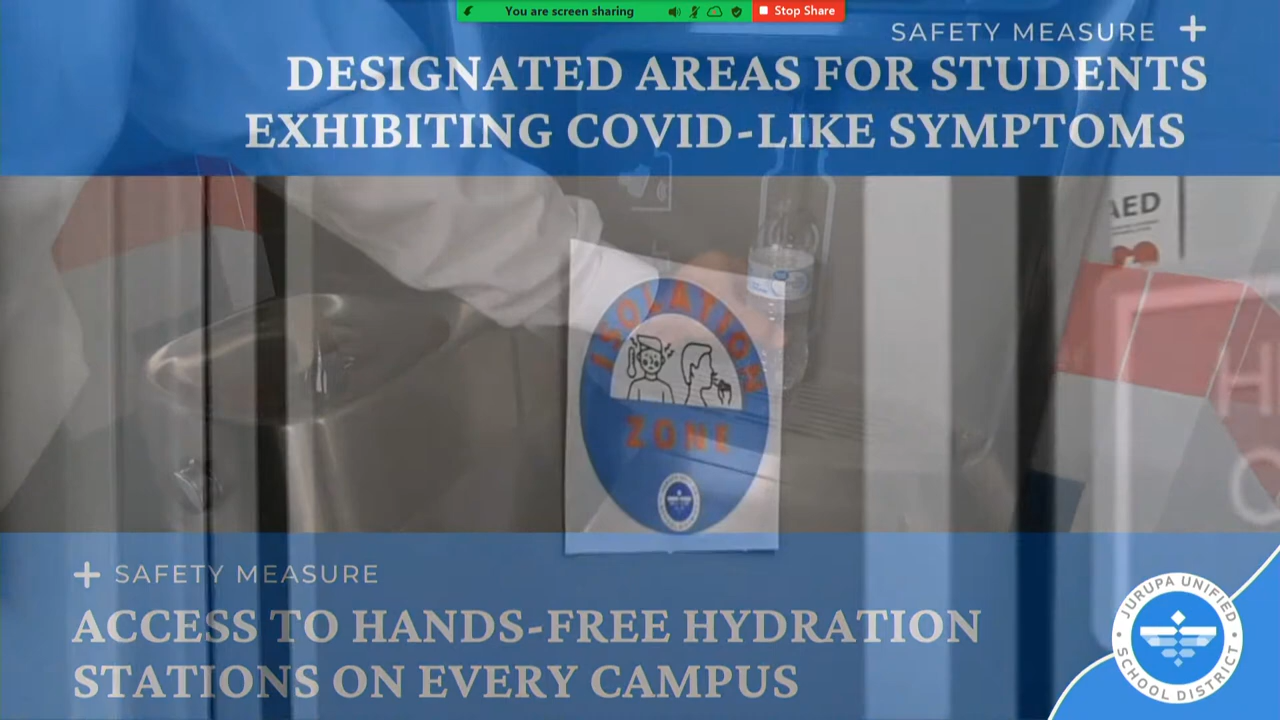 You are screen sharing
Stop Share
SAFETY MEASURE
DESIGNATED AREAS FOR STUDENTS
EXHIBITING COVID-LIKE SYMPTOMS
AED
ISOLATION
ZONE
SAFETY MEASURE
ACCESS TO HANDS-FREE HYDRATION
STATIONS ON EVERY CAMPUS
JURUPA UNIFIED
SCHOOL DISTRICT